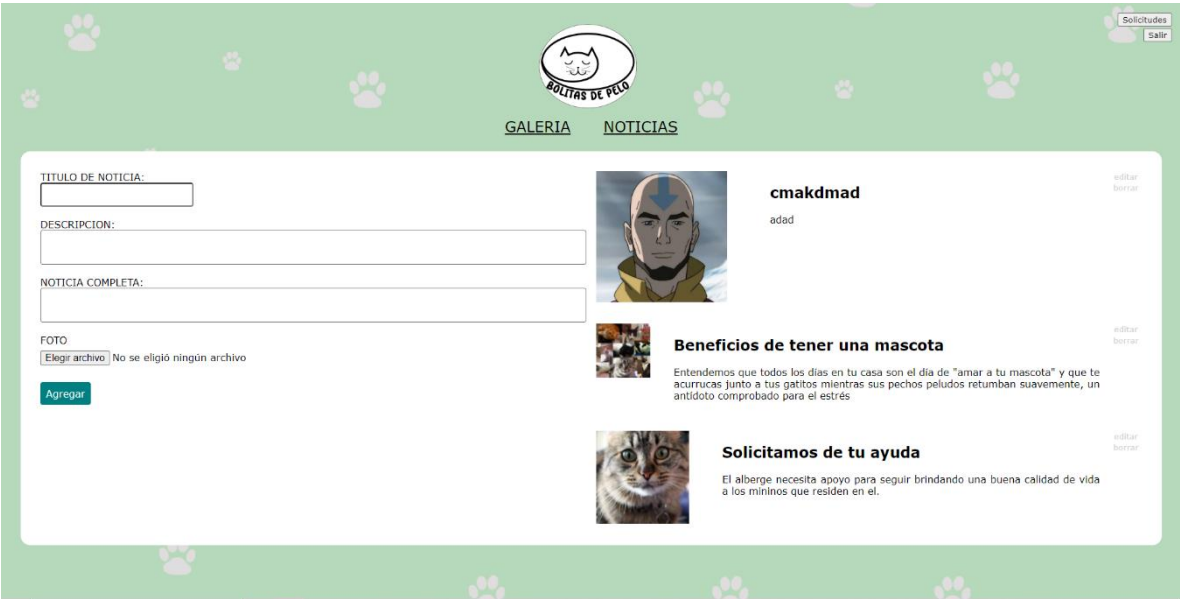 Solicitudes
Salir
BOLITAS DE PELO
GALERIA NOTICIAS
TITULO DE NOTICIA:
DESCRIPCION:
NOTICIA COMPLETA:
FOTO
Elegir archivo No se eligió ningún archivo
Agregar
cmakdmad
adad
editar
borrar
Beneficios de tener una mascota
Entendemos que todos los días en tu casa son el día de "amar a tu mascota" y que te
acurrucas junto a tus gatitos mientras sus pechos peludos retumban suavemente, un
antídoto comprobado para el estrés
editar
borrar
Solicitamos de tu ayuda
El alberge necesita apoyo para seguir brindando una buena calidad de vida
a los mininos que residen en el.
editar
borrar